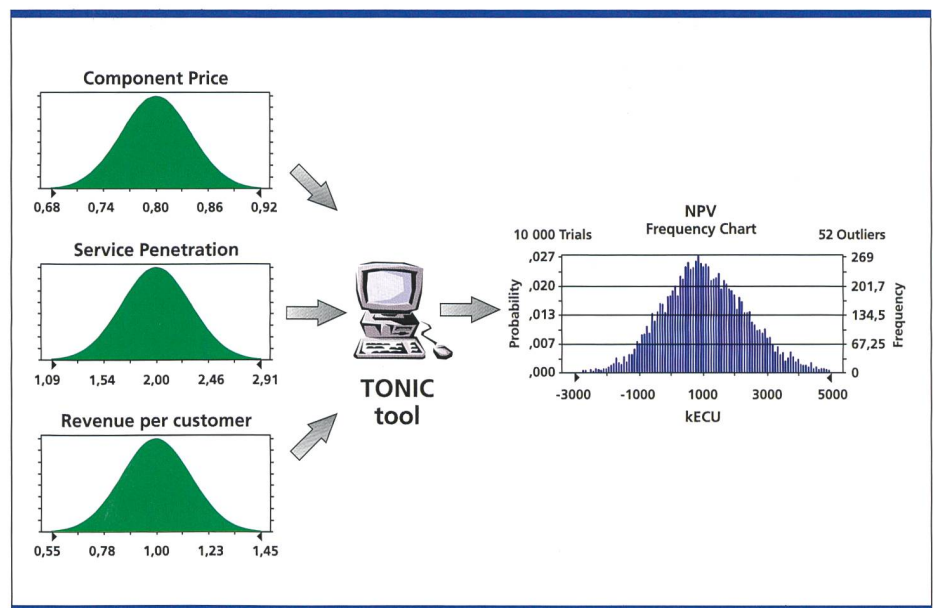 Component Price
0,68 0,74 0,80 0,86 0,92
Service Penetration
1,09 1,54 2,00 2,46 2,91
Revenue per customer
0,55 0,78 1,00 1,23 1,45
TONIC
tool
NPV
Frequency Chart
10 000 Trials
52 Outliers
Probability
,027
,020
,013
,007
,000
269
201,7
134,5
67,25
0
Frequency
-3000 -1000 1000 3000 5000
kECU